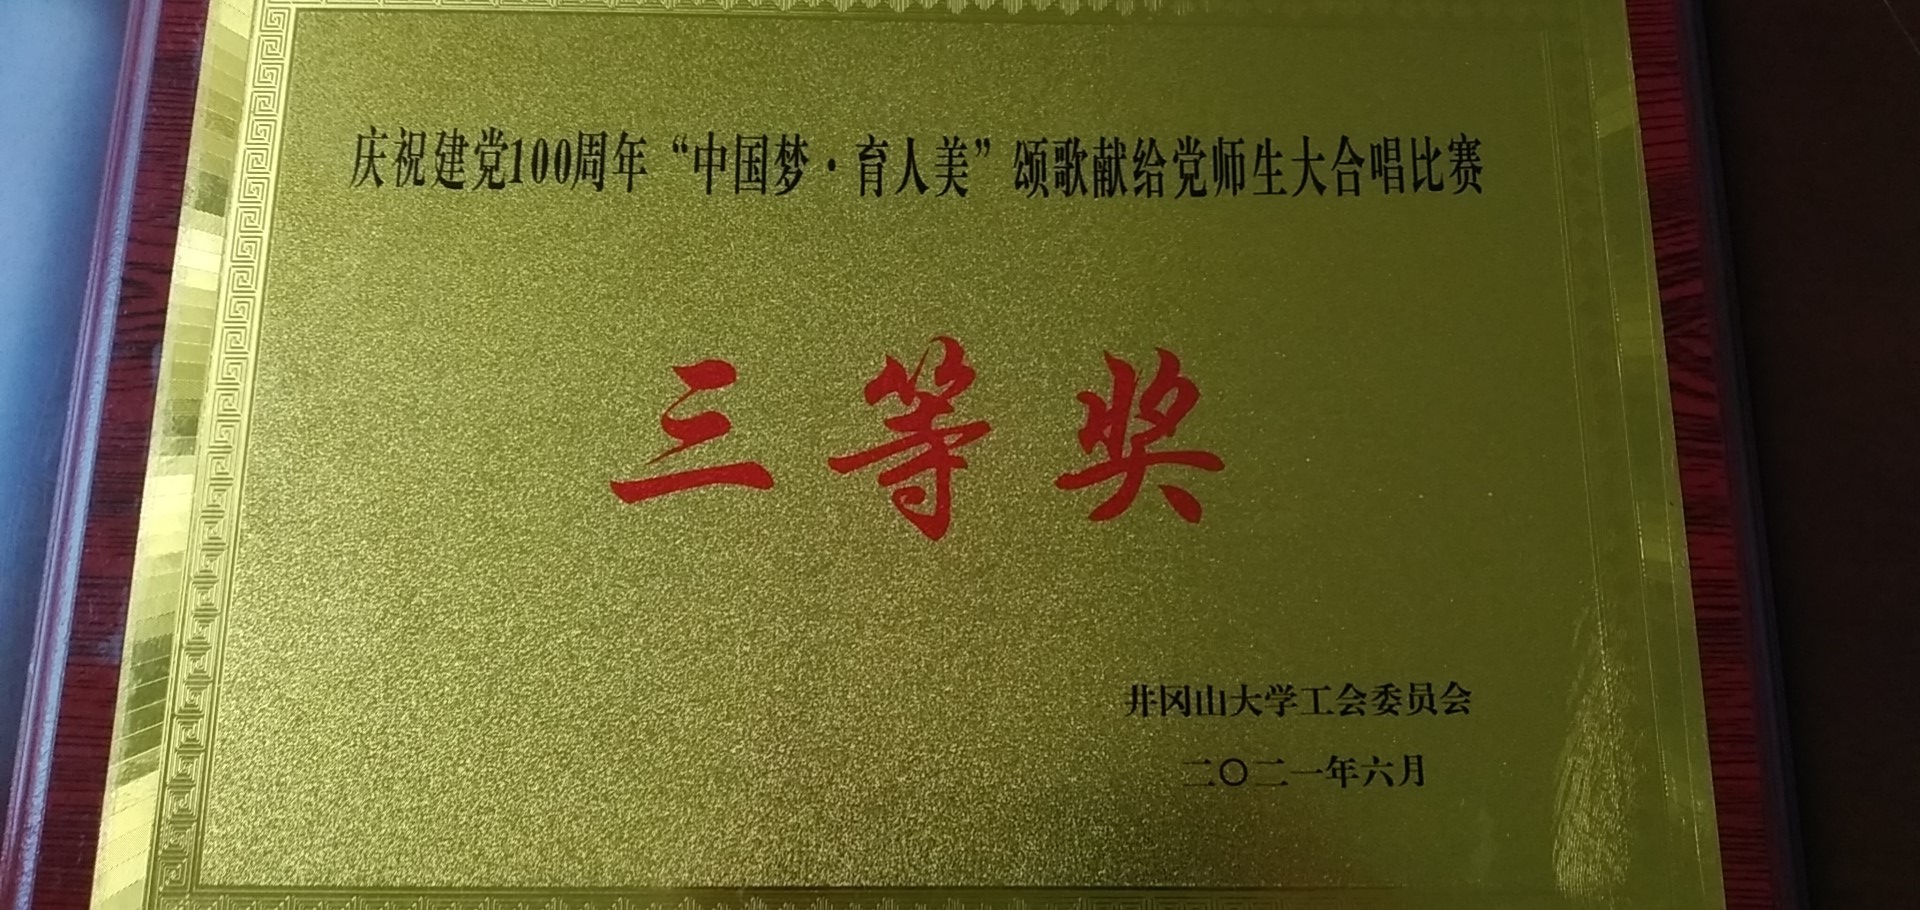 庆祝建党100周年“中国梦·育人美”颂歌献给党师生大合唱比赛
三等奖
井冈山大学工会委员会
二〇二一年六月